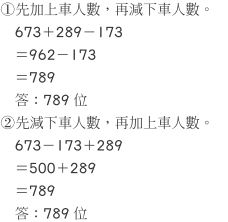 ①先加上車人數，再減下車人數。
673＋289－173
＝962－173
＝789
答：789 位
②先減下車人數，再加上車人數。
673－173＋289
＝500＋289
＝789
答：789 位